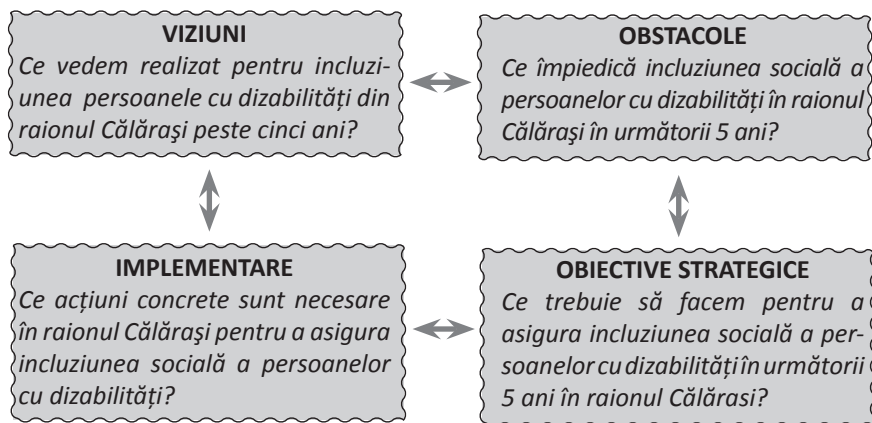 VIZIUNI
Ce vedem realizat pentru incluzi-
unea persoanele cu dizabilități din
raionul Călăraşi peste cinci ani?
OBSTACOLE
Ce împiedică incluziunea socială a
persoanelor cu dizabilități în raionul
Călăraşi în următorii 5 ani?
IMPLEMENTARE
Ce acțiuni concrete sunt necesare
în raionul Călăraşi pentru a asigura
incluziunea socială a persoanelor
cu dizabilități?
OBIECTIVE STRATEGICE
Ce trebuie să facem pentru a
asigura incluziunea socială a per-
soanelor cu dizabilități în următorii
5 ani în raionul Călărasi?